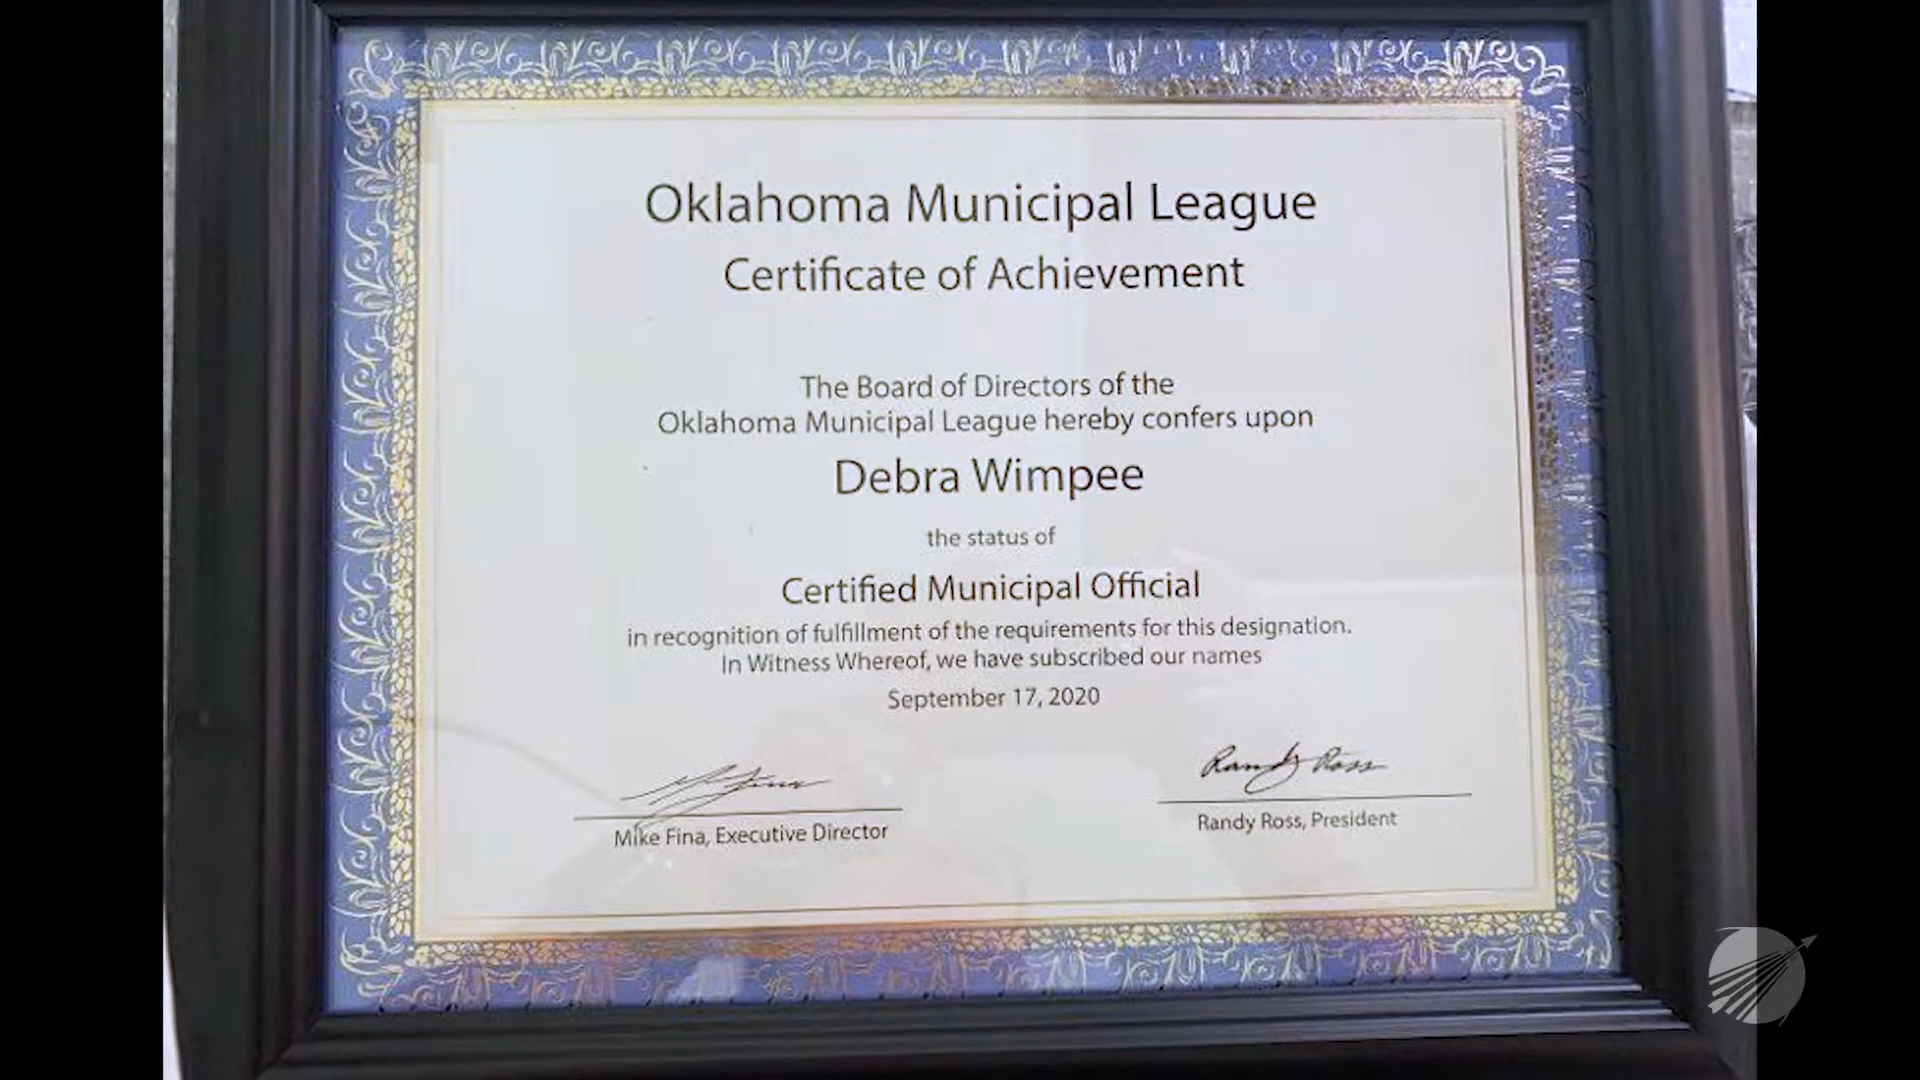 Oklahoma Municipal League
Certificate of Achievement
The Board of Directors of the
Oklahoma Municipal League hereby confers upon
Debra Wimpee
the status of
Certified Municipal Official
in recognition of fulfillment of the requirements for this designation.
In Witness Whereof, we have subscribed our names
September 17, 2020
Randy Ross
Mike Fina, Executive Director
Randy Ross, President